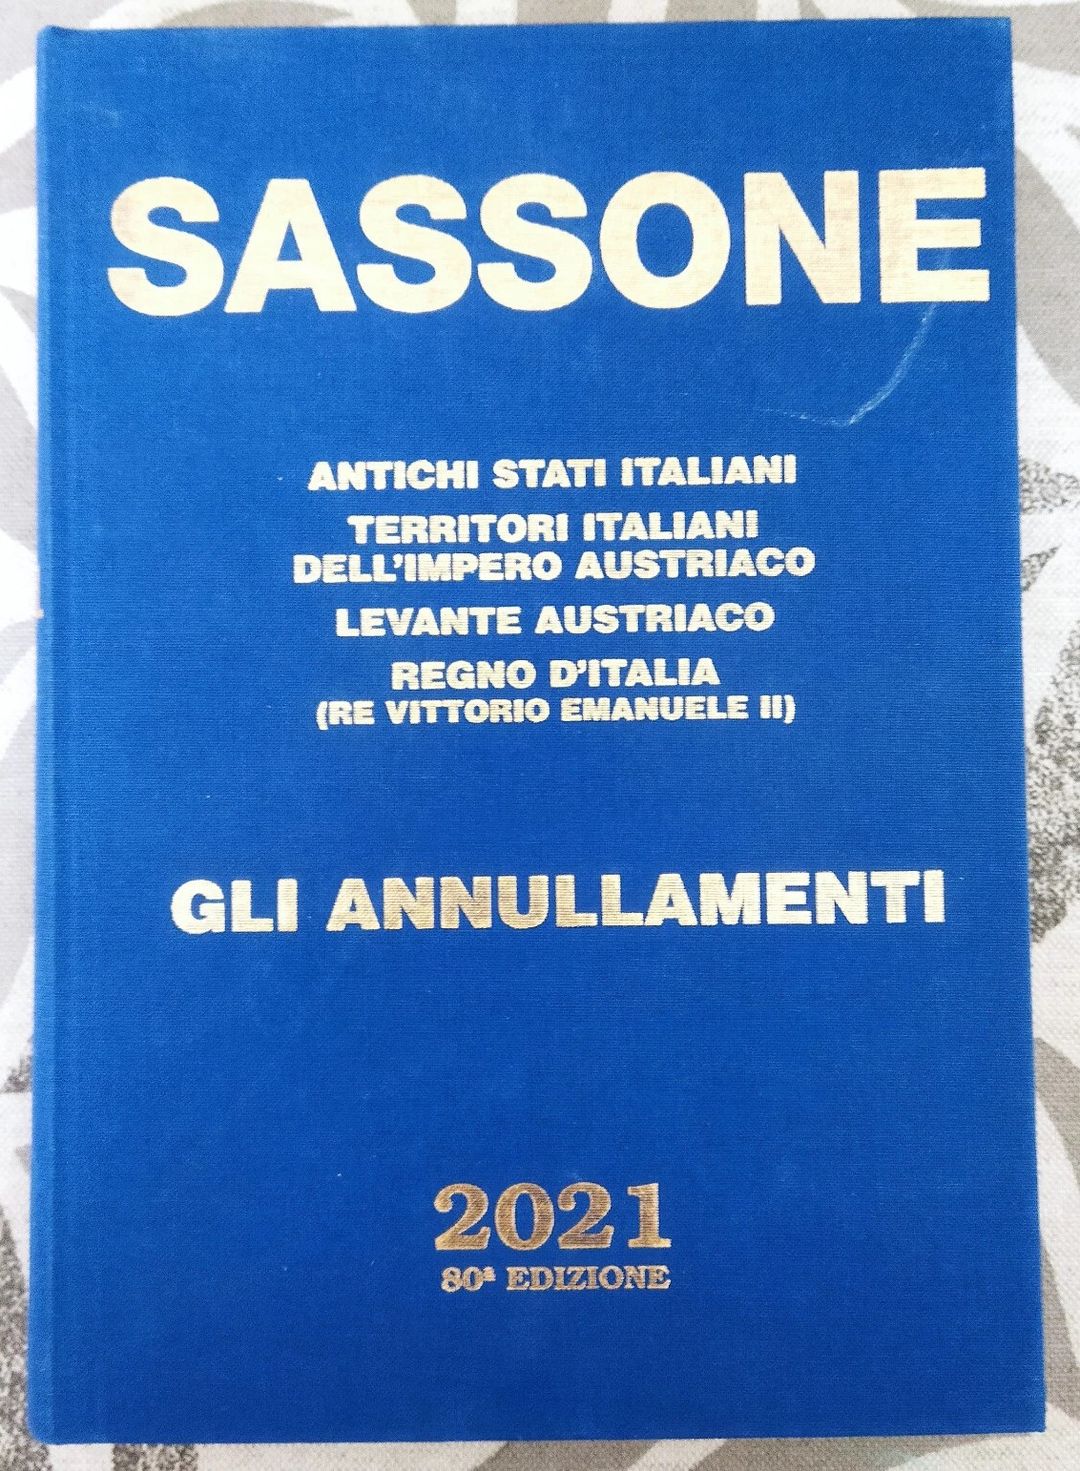 SASSONE
ANTICHI STATI ITALIANI
TERRITORI ITALIANI
DELL'IMPERO AUSTRIACO
LEVANTE AUSTRIACO
REGNO D'ITALIA
(RE VITTORIO EMANUELE II)
GLI ANNULLAMENTI
2021
80ª EDIZIONE